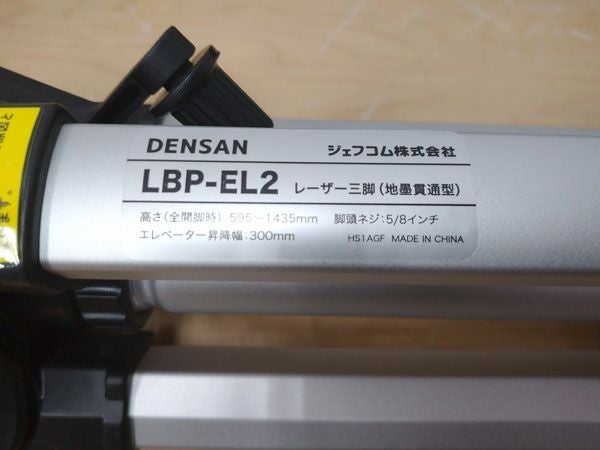 DENSAN ジェフコム株式会社
LBP-EL2 レーザー三脚(地墨貫通型)
高さ(全開脚時) 595~1435mm 脚頭ネジ:5/8インチ
エレベーター昇降幅:300mm HS1AGF MADE IN CHINA
ます。